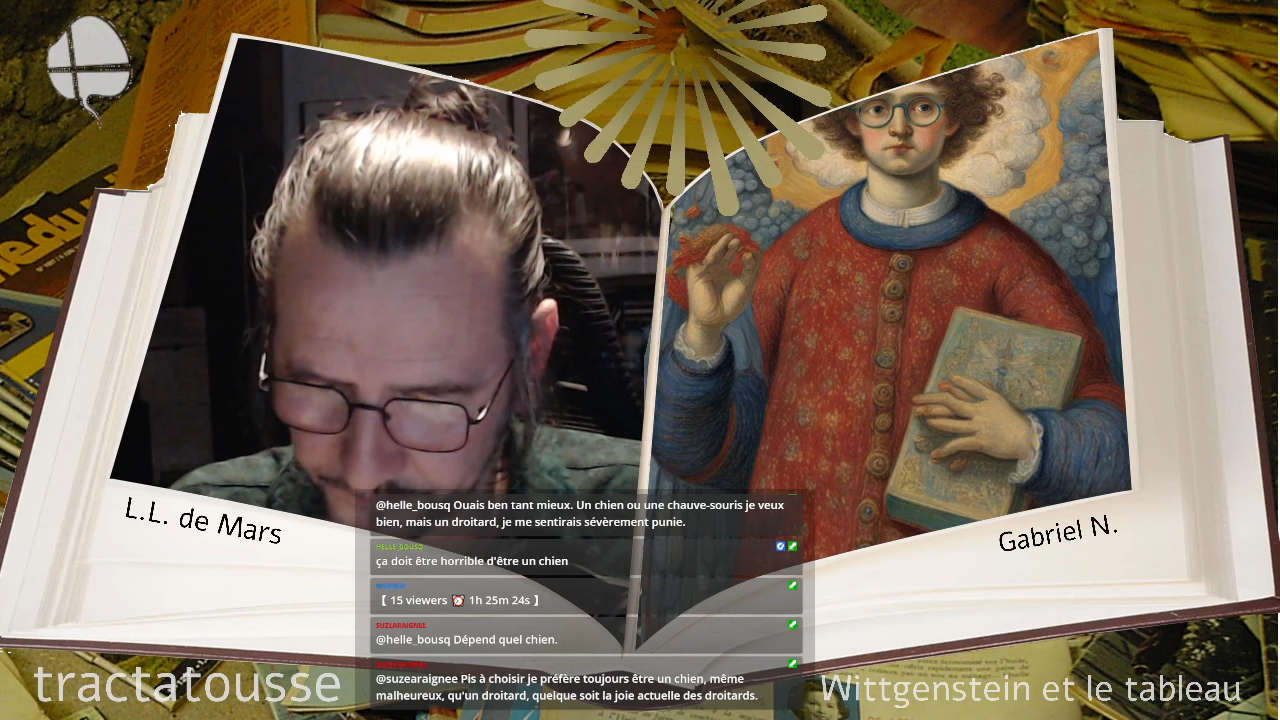 L.L. de Mars
Gabriel N.
@helle_bousq Ouais ben tant mieux. Un chien ou une chauve-souris je veux
bien, mais un droitard, je me sentirais sévèrement punie.
HELLE_BOUSQ
ça doit être horrible d'être un chien
【 15 viewers ⏰ 1h 25m 24s 】
SUZEARAIGNEE
@helle_bousq Dépend quel chien.
@suzearaignee Pis à choisir je préfère toujours être un chien, même
malheureux, qu'un droitard, quelque soit la joie actuelle des droitards.
tractatousse
Wittgenstein et le tableau